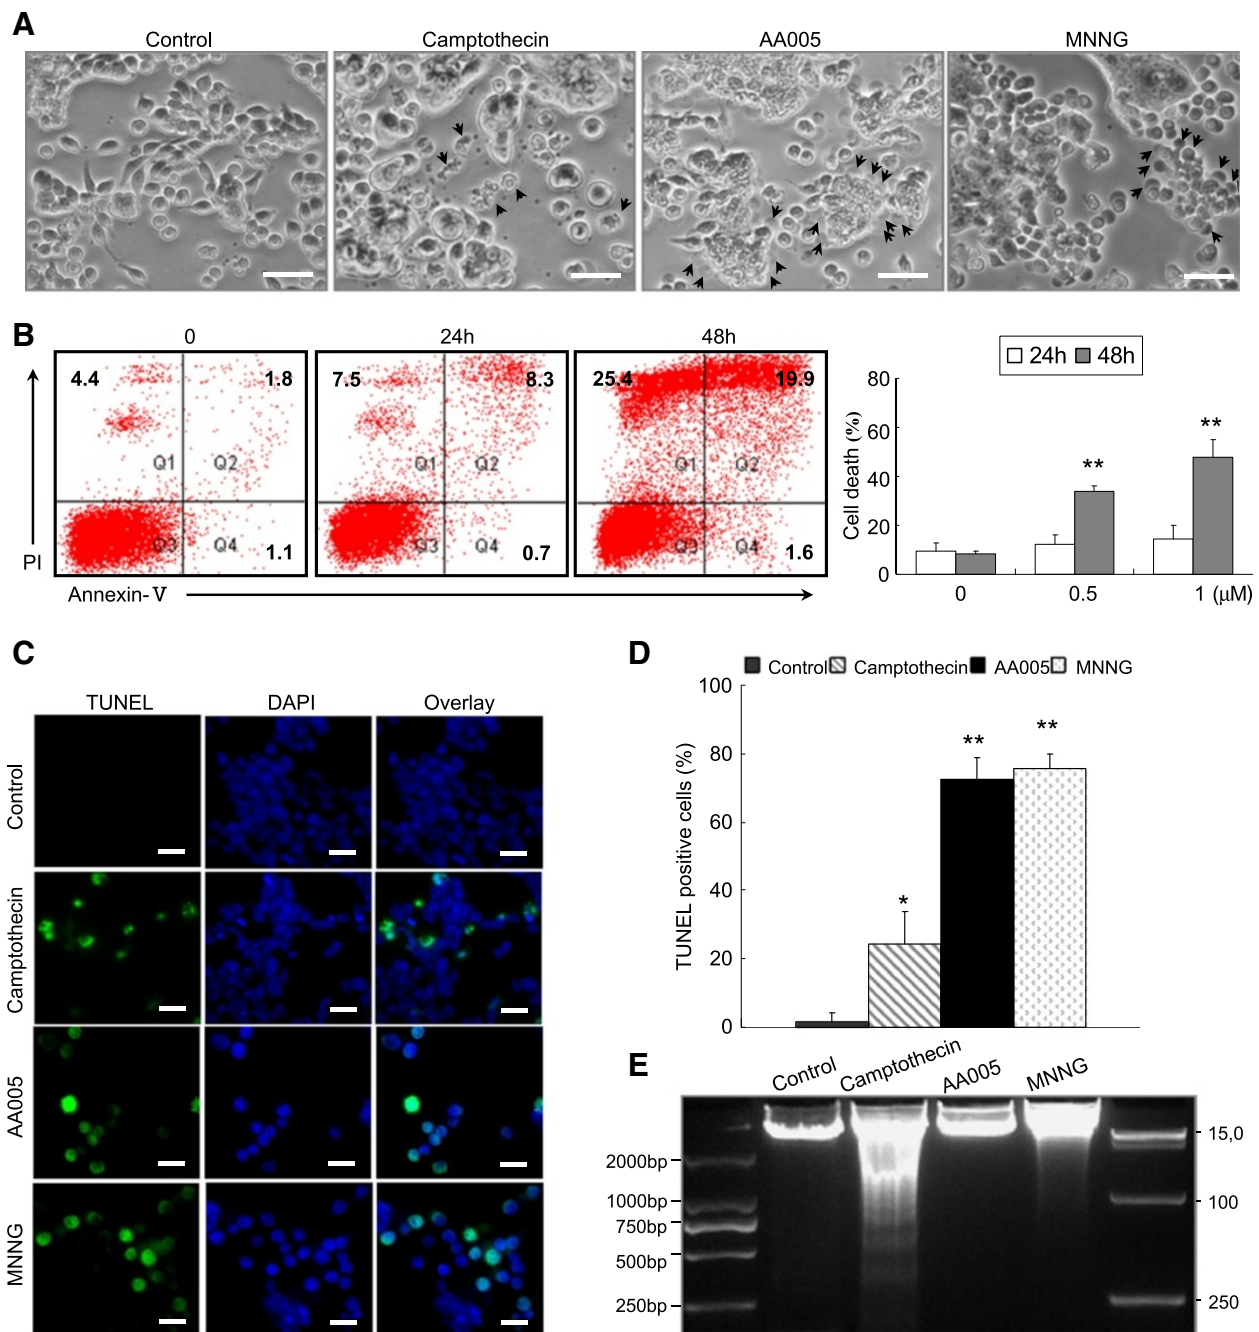 A
Control
Camptothecin
AA005
MNNG
B
0
24h
48h
4.4
1.8
7.5
8.3
25.4
19.9
Q1
Q2
Q1
Q2
Q1
Q2
Q3
Q4
1.1
Q3
Q4
0.7
Q3
Q4
1.6
PI
Annexin-V
24h
48h
Cell death (%)
80
60
40
20
0
**
**
0
0.5
1 (μM)
C
TUNEL
DAPI
Overlay
Control
Camptothecin
AA005
MNNG
D
Control
Camptothecin
AA005
MNNG
TUNEL positive cells (%)
100
80
60
40
20
0
*
**
**
E
Control
Camptothecin
AA005
MNNG
2000bp
1000bp
750bp
500bp
250bp
15,0
100
250